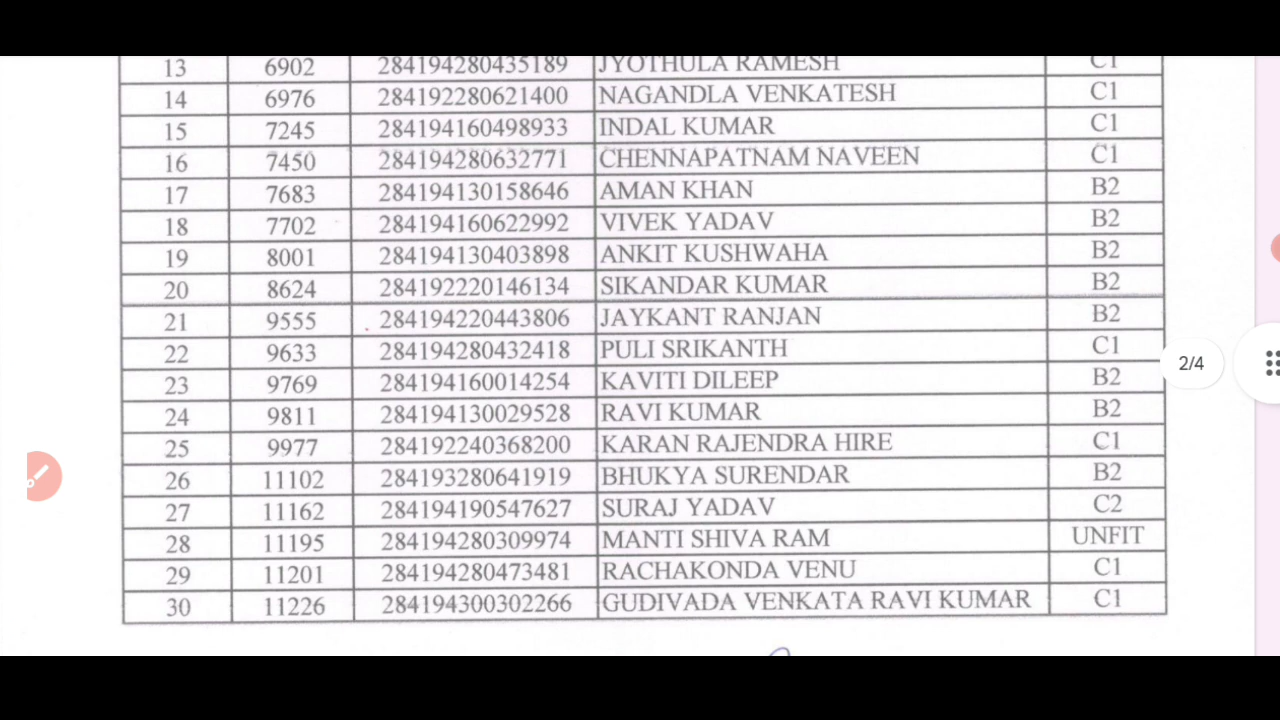 13 6902 284194280435189 JYOTHULA RAMESH C1
14 6976 284192280621400 NAGANDLA VENKATESH C1
15 7245 284194160498933 INDAL KUMAR C1
16 7450 284194280632771 CHENNAPATNAM NAVEEN C1
17 7683 284194130158646 AMAN KHAN B2
18 7702 284194160622992 VIVEK YADAV B2
19 8001 284194130403898 ANKIT KUSHWAHA B2
20 8624 284192220146134 SIKANDAR KUMAR B2
21 9555 284194220443806 JAYKANT RANJAN B2
22 9633 284194280432418 PULI SRIKANTH C1
23 9769 284194160014254 KAVITI DILEEP B2
24 9811 284194130029528 RAVI KUMAR B2
25 9977 284192240368200 KARAN RAJENDRA HIRE C1
26 11102 284193280641919 BHUKYA SURENDAR B2
27 11162 284194190547627 SURAJ YADAV C2
28 11195 284194280309974 MANTI SHIVA RAM UNFIT
29 11201 284194280473481 RACHAKONDA VENU C1
30 11226 284194300302266 GUDIVADA VENKATA RAVI KUMAR C1
2/4